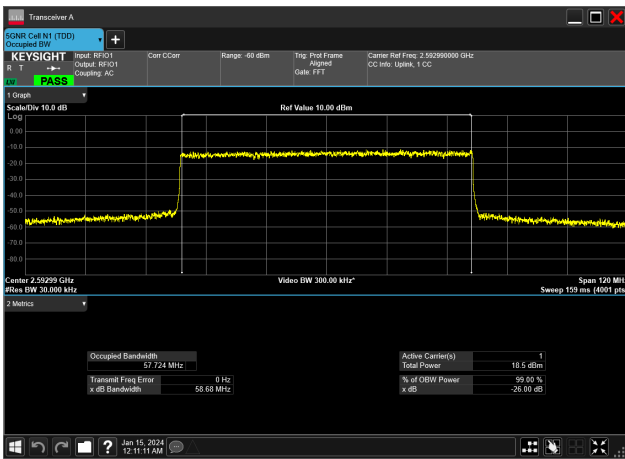 Transceiver A
5GNR Cell N1 (TDD)
Occupied BW
KEYSIGHT
R T
LNI
PASS
Input: RFIO1
Output: RFIO1
Coupling: AC
Corr CCorr
Range: -60 dBm
Trig: Prot Frame
Aligned
Gate: FFT
Carrier Ref Freq: 2.592990000 GHz
CC Info: Uplink, 1 CC
1 Graph
Scale/Div 10.0 dB
Ref Value 10.00 dBm
Log
0.00
-10.0
-20.0
-30.0
-40.0
-50.0
-60.0
-70.0
-80.0
Center 2.59299 GHz
Video BW 300.00 kHz*
Span 120 MH
#Res BW 30.000 kHz
Sweep 159 ms (4001 pts
2 Metrics
Occupied Bandwidth
57.724 MHz
Transmit Freq Error 0 Hz
x dB Bandwidth 58.68 MHz
Active Carrier(s) 1
Total Power 18.5 dBm
% of OBW Power 99.00 %
x dB -26.00 dB
?
Jan 15, 2024
12:11:11 AM